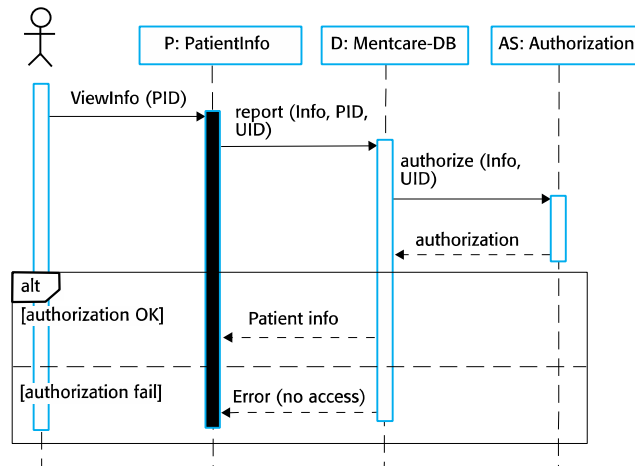 P: PatientInfo
D: Mentcare-DB
AS: Authorization
ViewInfo (PID)
report (Info, PID,
UID)
authorize (Info,
UID)
authorization
alt
[authorization OK]
Patient info
[authorization fail]
Error (no access)